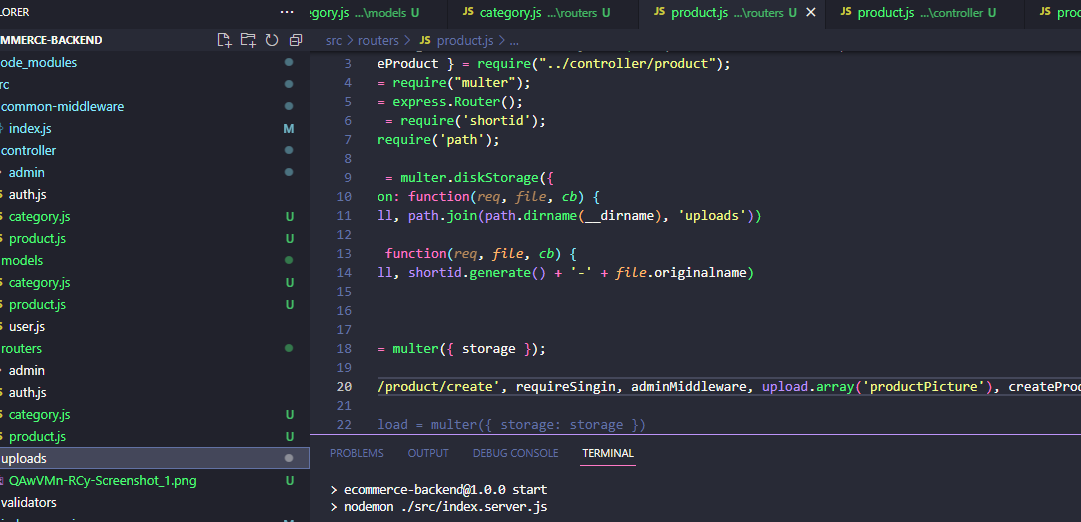 LORER ···
egory.js ...\models U
JS category.js ...\routers U
JS product.js ...\routers U ✕
JS product.js ...\controller U
JS prod
MMERCE-BACKEND
ode_modules
rc
common-middleware
index.js M
controller
admin
auth.js
category.js U
product.js U
models
category.js U
product.js U
user.js
routers
admin
auth.js
category.js U
product.js U
uploads
QAwVMn-RCy-Screenshot_1.png U
validators
src > routers > JS product.js > ...
3 eProduct } = require("../controller/product");
4 = require("multer");
5 = express.Router();
6 = require('shortid');
7 require('path');
8
9 = multer.diskStorage({
10 on: function(req, file, cb) {
11 ll, path.join(path.dirname(__dirname), 'uploads'))
12
13 function(req, file, cb) {
14 ll, shortid.generate() + '-' + file.originalname)
15
16
17
18 = multer({ storage });
19
20 /product/create', requireSingin, adminMiddleware, upload.array('productPicture'), createProd
21
22 load = multer({ storage: storage })
PROBLEMS OUTPUT DEBUG CONSOLE TERMINAL
> ecommerce-backend@1.0.0 start
> nodemon ./src/index.server.js